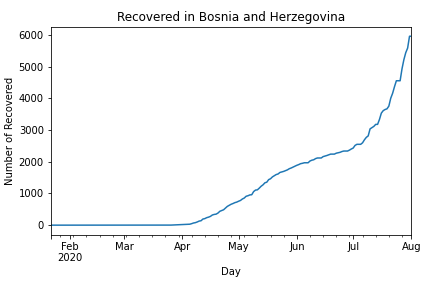 Recovered in Bosnia and Herzegovina
Number of Recovered
6000
5000
4000
3000
2000
1000
0
Feb Mar Apr May Jun Jul Aug
2020
Day